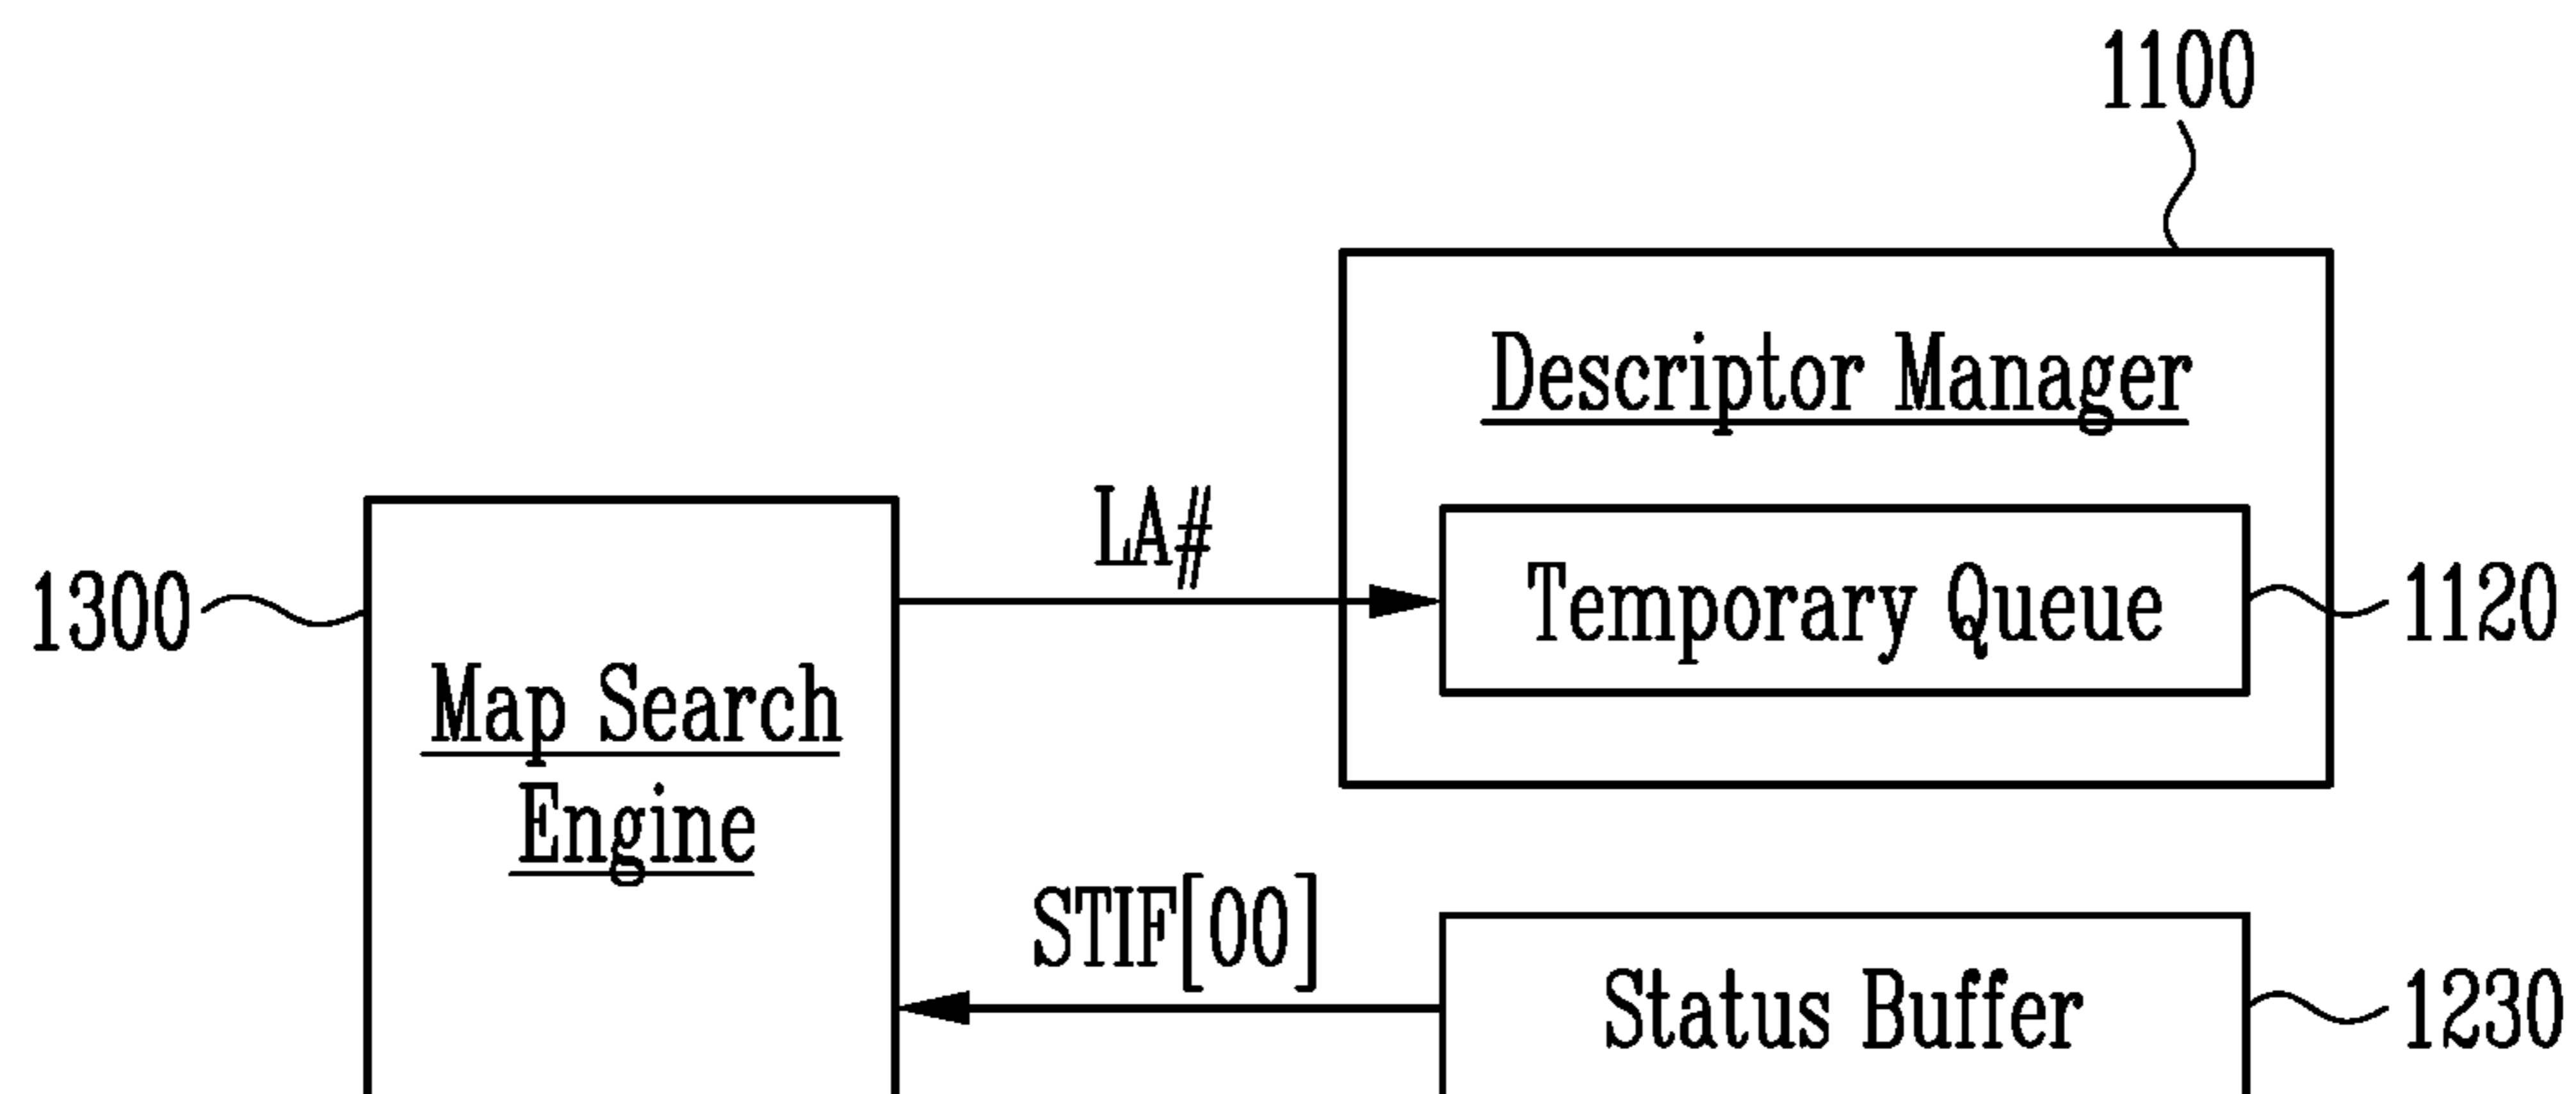 1100
Descriptor Manager
LA#
1300
Temporary Queue
1120
Map Search
Engine
STIF[00]
Status Buffer
1230